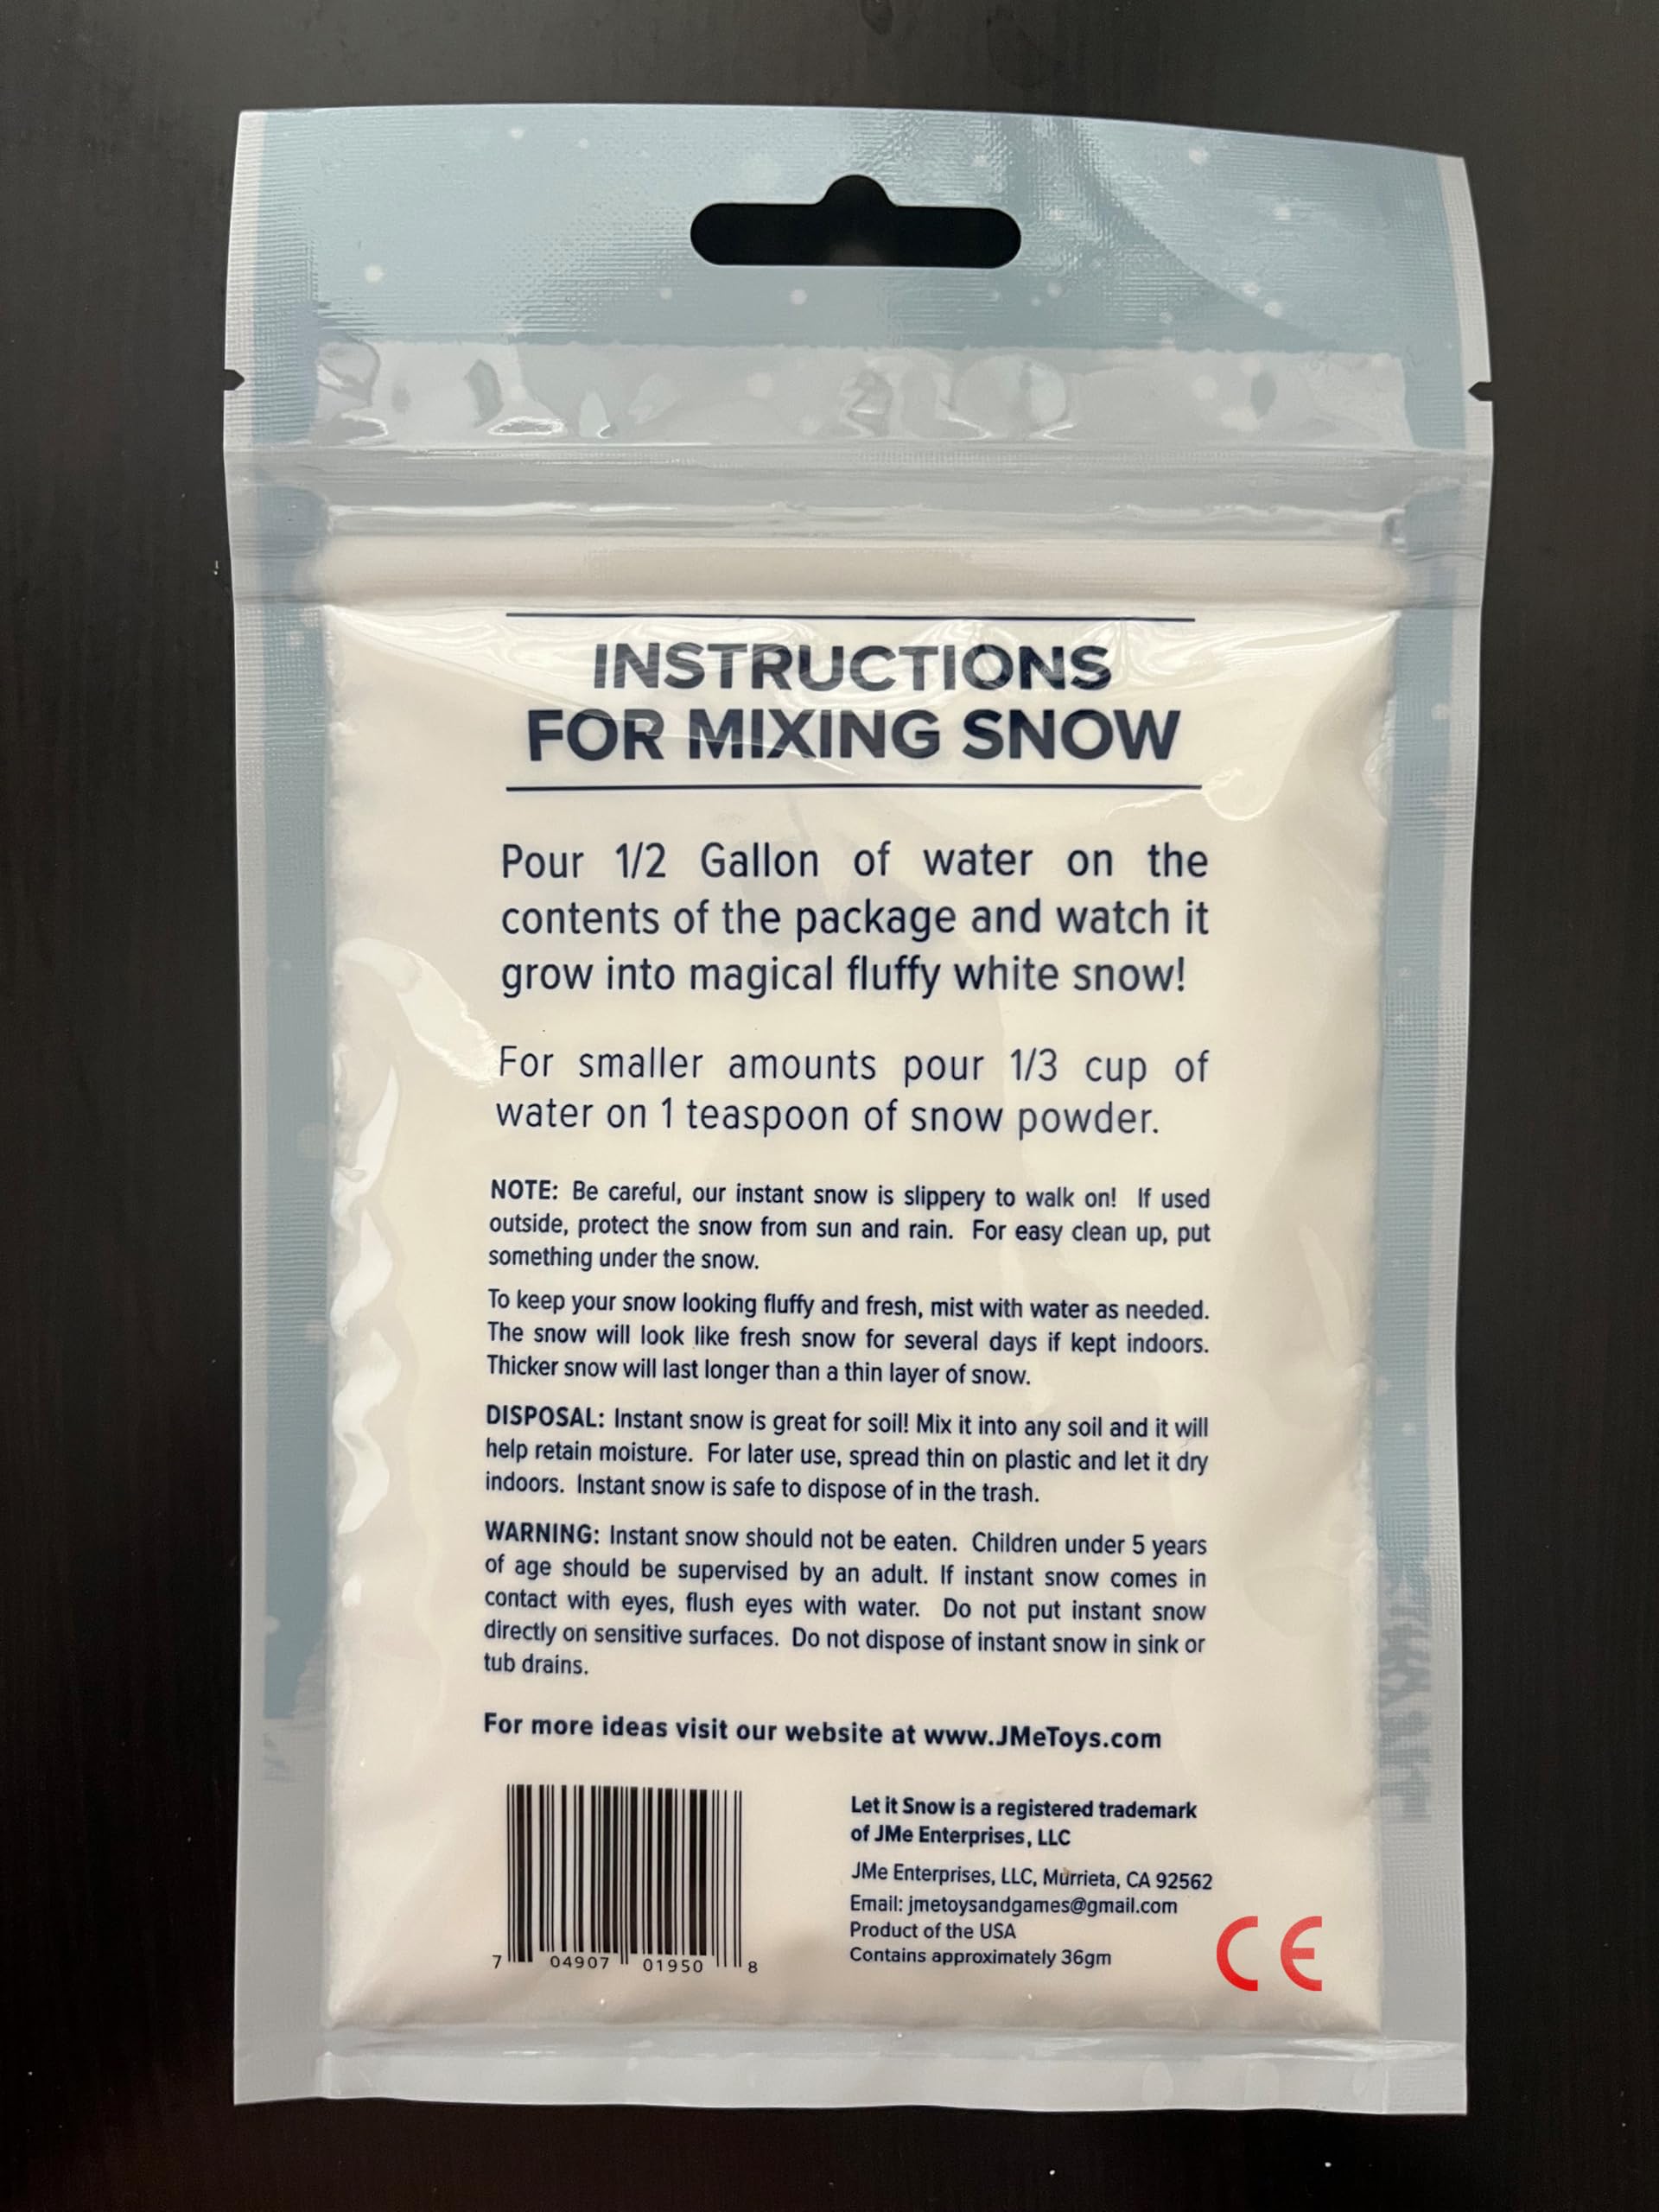 INSTRUCTIONS
FOR MIXING SNOW
Pour 1/2 Gallon of water on the
contents of the package and watch it
grow into magical fluffy white snow!
For smaller amounts pour 1/3 cup of
water on 1 teaspoon of snow powder.
NOTE: Be careful, our instant snow is slippery to walk on! If used
outside, protect the snow from sun and rain. For easy clean up, put
something under the snow.
To keep your snow looking fluffy and fresh, mist with water as needed.
The snow will look like fresh snow for several days if kept indoors.
Thicker snow will last longer than a thin layer of snow.
DISPOSAL: Instant snow is great for soil! Mix it into any soil and it will
help retain moisture. For later use, spread thin on plastic and let it dry
indoors. Instant snow is safe to dispose of in the trash.
WARNING: Instant snow should not be eaten. Children under 5 years
of age should be supervised by an adult. If instant snow comes in
contact with eyes, flush eyes with water. Do not put instant snow
directly on sensitive surfaces. Do not dispose of instant snow in sink or
tub drains.
For more ideas visit our website at www.JMeToys.com
7 04907 01950 8
Let it Snow is a registered trademark
of JMe Enterprises, LLC
JMe Enterprises, LLC, Murrieta, CA 92562
Email: jmetoysandgames@gmail.com
Product of the USA
Contains approximately 36gm
CE